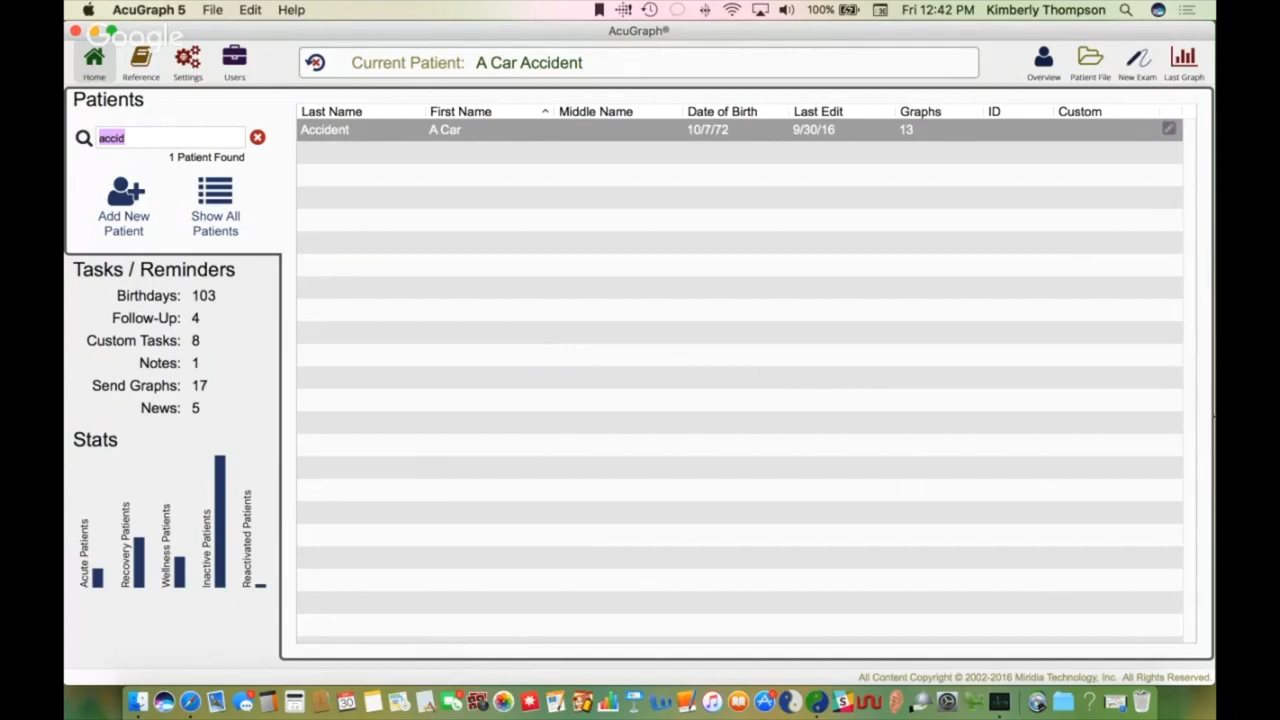 AcuGraph 5 File Edit Help 100% Fri 12:42 PM Kimberly Thompson
Google
AcuGraph®
Home Reference Settings Users
Current Patient: A Car Accident
Overview Patient File New Exam Last Graph
Patients
accid
1 Patient Found
Add New
Patient
Show All
Patients
Last Name First Name Middle Name Date of Birth Last Edit Graphs ID Custom
Accident A Car 10/7/72 9/30/16 13
Tasks / Reminders
Birthdays: 103
Follow-Up: 4
Custom Tasks: 8
Notes: 1
Send Graphs: 17
News: 5
Stats
Acute Patients
Recovery Patients
Wellness Patients
Inactive Patients
Reactivated Patients
All Content Copyright © 2002-2016 Miridia Technology, Inc. All Rights Reserved.
30